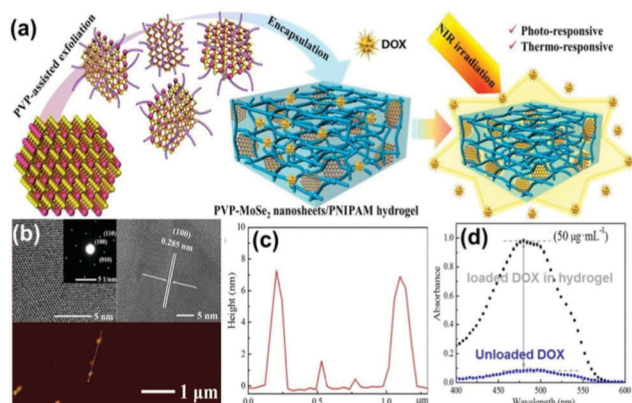 (a)
PVP-assisted exfoliation
Encapsulation
DOX
NIR irradiation
✓ Photo-responsive
✓ Thermo-responsive
PVP-MoSe₂ nanosheets/PNIPAM hydrogel
(b)
(110)
(100)
(010)
5 1/nm
5 nm
(100)
0.285 nm
5 nm
1 μm
(c)
Height (nm)
8
6
4
2
0
0.0
0.5
1.0
μm
(d)
(50 μg·mL⁻¹)
Absorbance
1.0
0.8
0.6
0.4
0.2
0.0
loaded DOX in hydrogel
Unloaded DOX
400
450
500
550
600
Wavelength (nm)